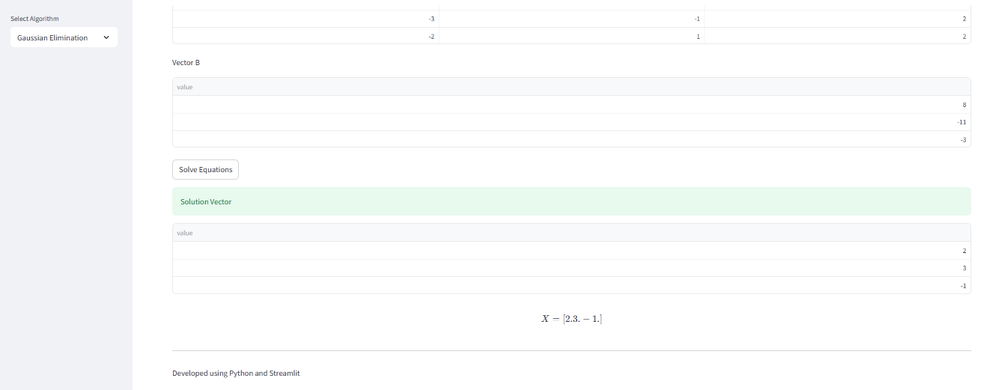 Select Algorithm
Gaussian Elimination
-3 -1 2
-2 1 2
Vector B
value
8
-11
-3
Solve Equations
Solution Vector
value
2
3
-1
X = [2.3. − 1.]
Developed using Python and Streamlit